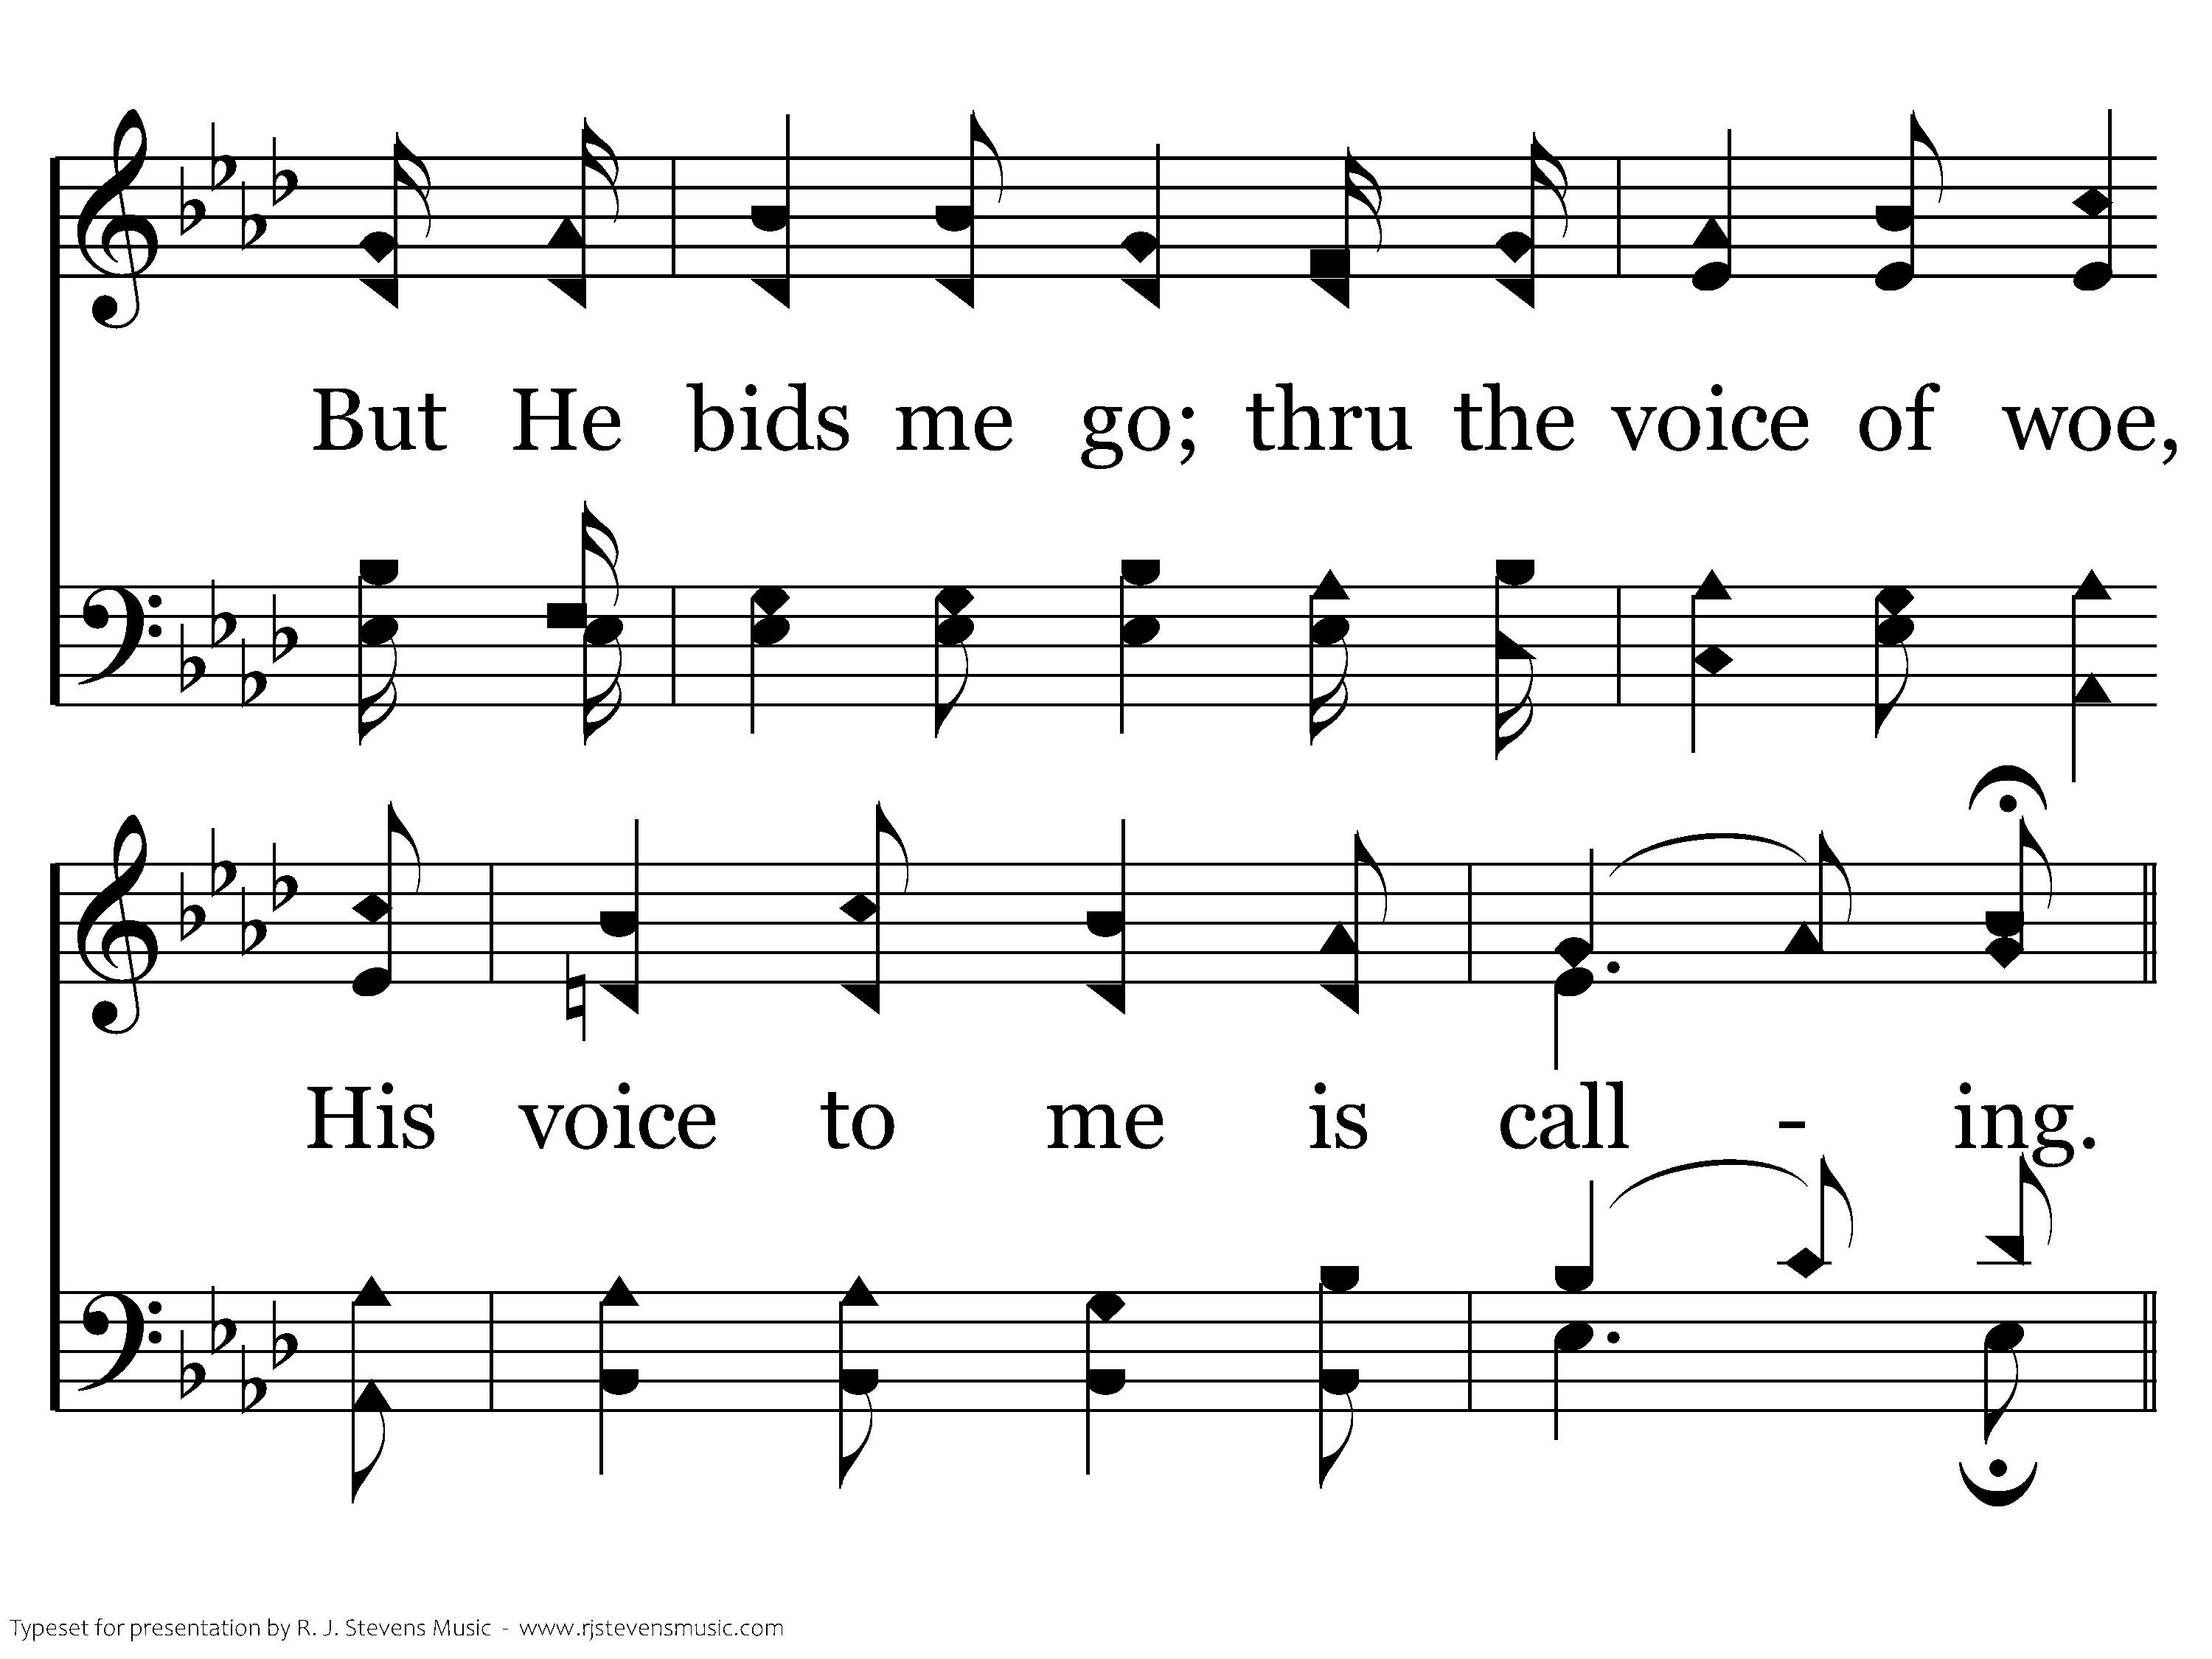 But He bids me go; thru the voice of woe,
His voice to me is call - ing.
Typeset for presentation by R. J. Stevens Music - www.rjstevensmusic.com